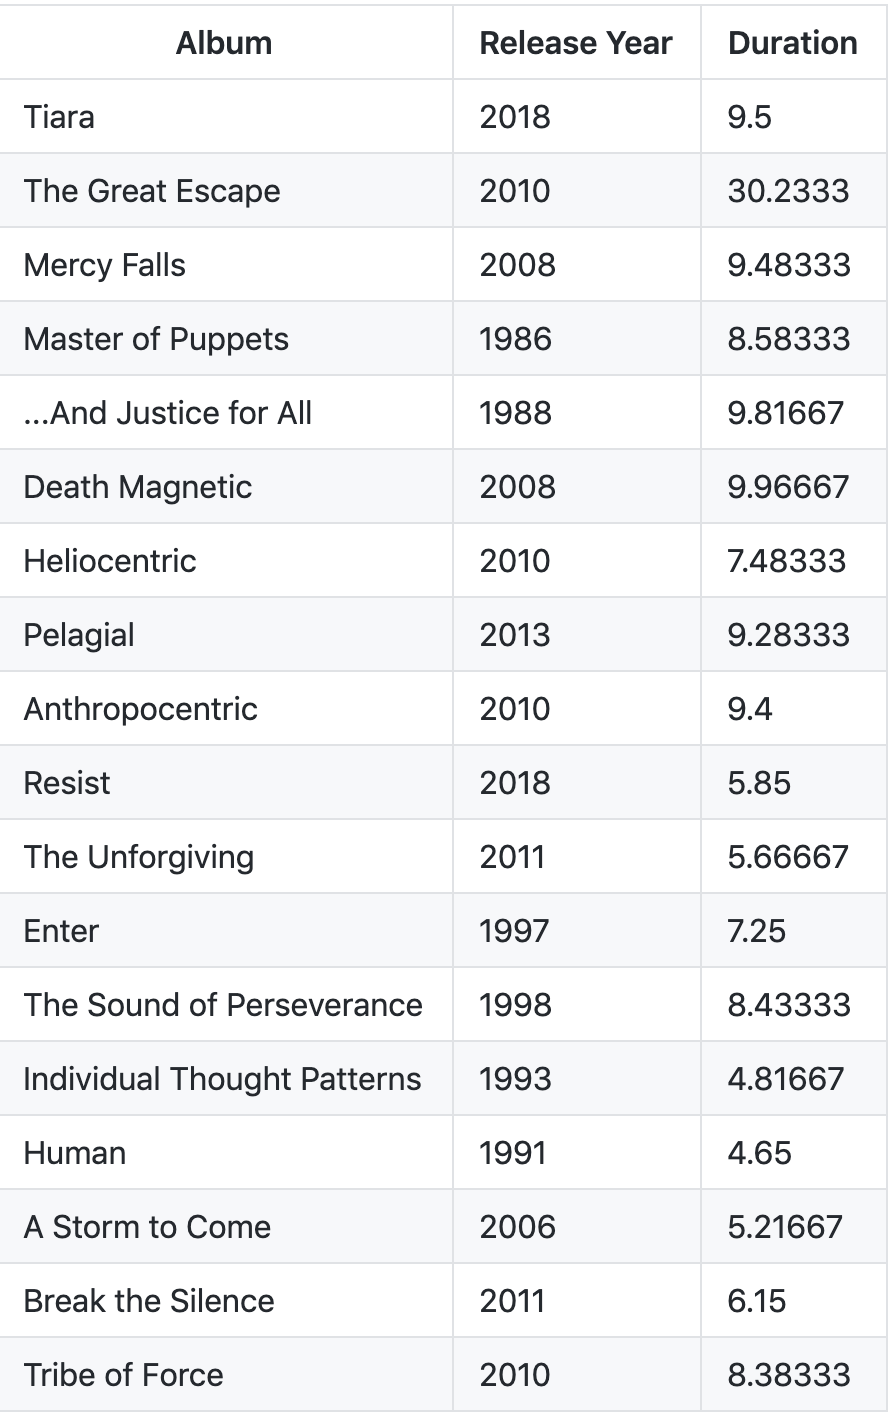 Album Release Year Duration
Tiara 2018 9.5
The Great Escape 2010 30.2333
Mercy Falls 2008 9.48333
Master of Puppets 1986 8.58333
...And Justice for All 1988 9.81667
Death Magnetic 2008 9.96667
Heliocentric 2010 7.48333
Pelagial 2013 9.28333
Anthropocentric 2010 9.4
Resist 2018 5.85
The Unforgiving 2011 5.66667
Enter 1997 7.25
The Sound of Perseverance 1998 8.43333
Individual Thought Patterns 1993 4.81667
Human 1991 4.65
A Storm to Come 2006 5.21667
Break the Silence 2011 6.15
Tribe of Force 2010 8.38333